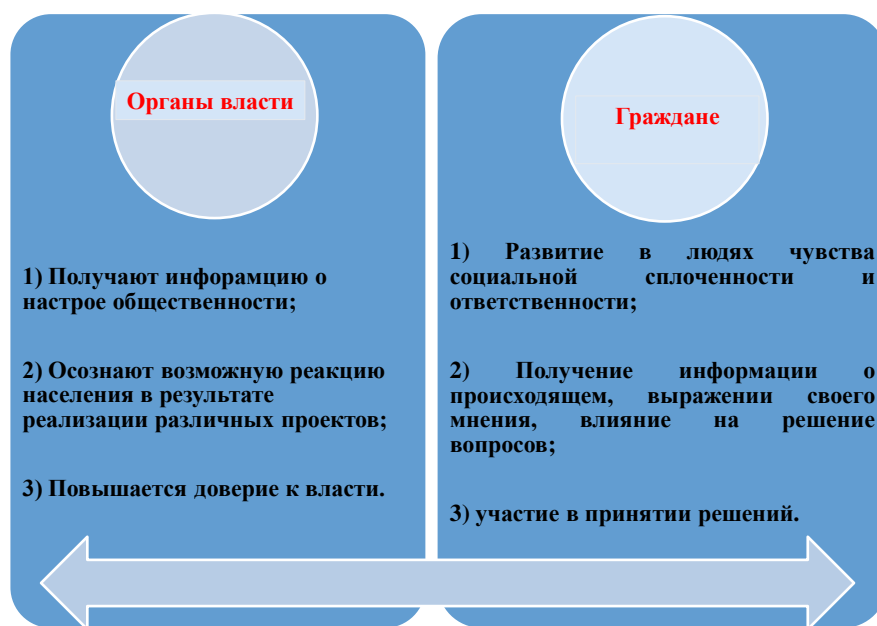 Органы власти
1) Получают инфорамцию о
настрое общественности;
2) Осознают возможную реакцию
населения в результате
реализации различных проектов;
3) Повышается доверие к власти.
Граждане
1) Развитие в людях чувства
социальной сплоченности и
ответственности;
2) Получение информации о
происходящем, выражении своего
мнения, влияние на решение
вопросов;
3) участие в принятии решений.